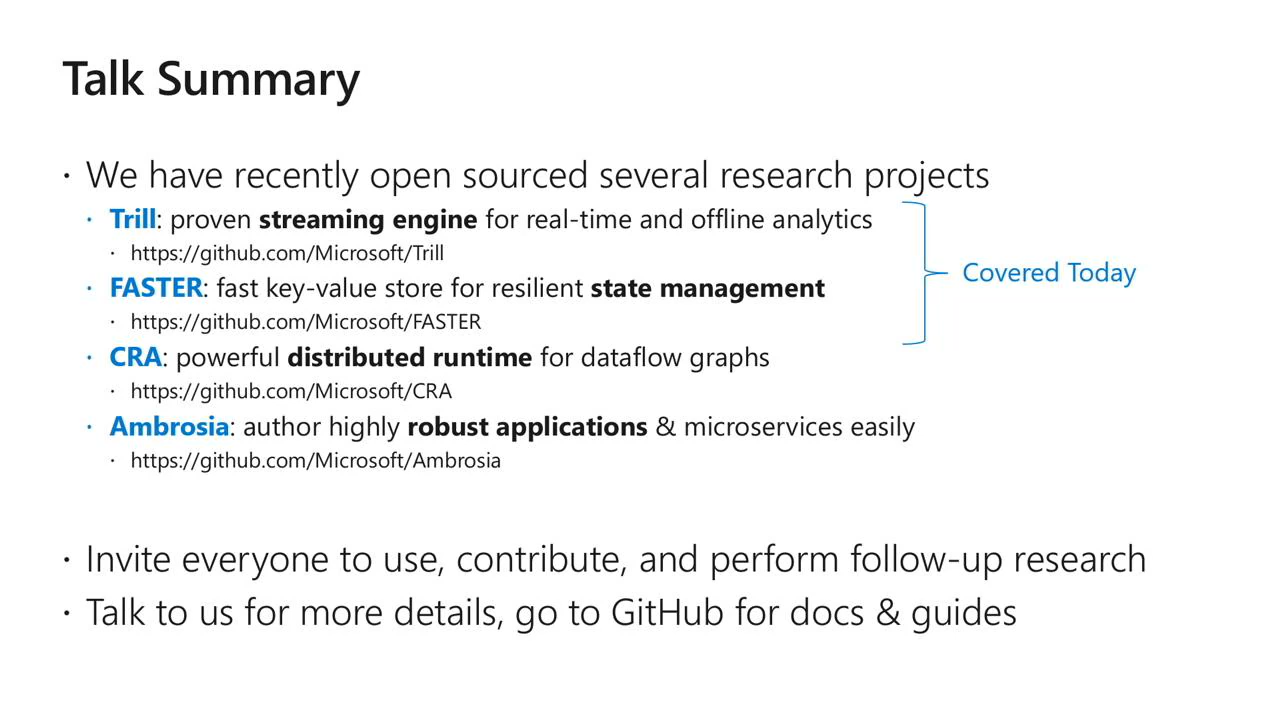 Talk Summary
· We have recently open sourced several research projects
· Trill: proven streaming engine for real-time and offline analytics
· https://github.com/Microsoft/Trill
· FASTER: fast key-value store for resilient state management
Covered Today
· https://github.com/Microsoft/FASTER
· CRA: powerful distributed runtime for dataflow graphs
· https://github.com/Microsoft/CRA
· Ambrosia: author highly robust applications & microservices easily
· https://github.com/Microsoft/Ambrosia
· Invite everyone to use, contribute, and perform follow-up research
· Talk to us for more details, go to GitHub for docs & guides